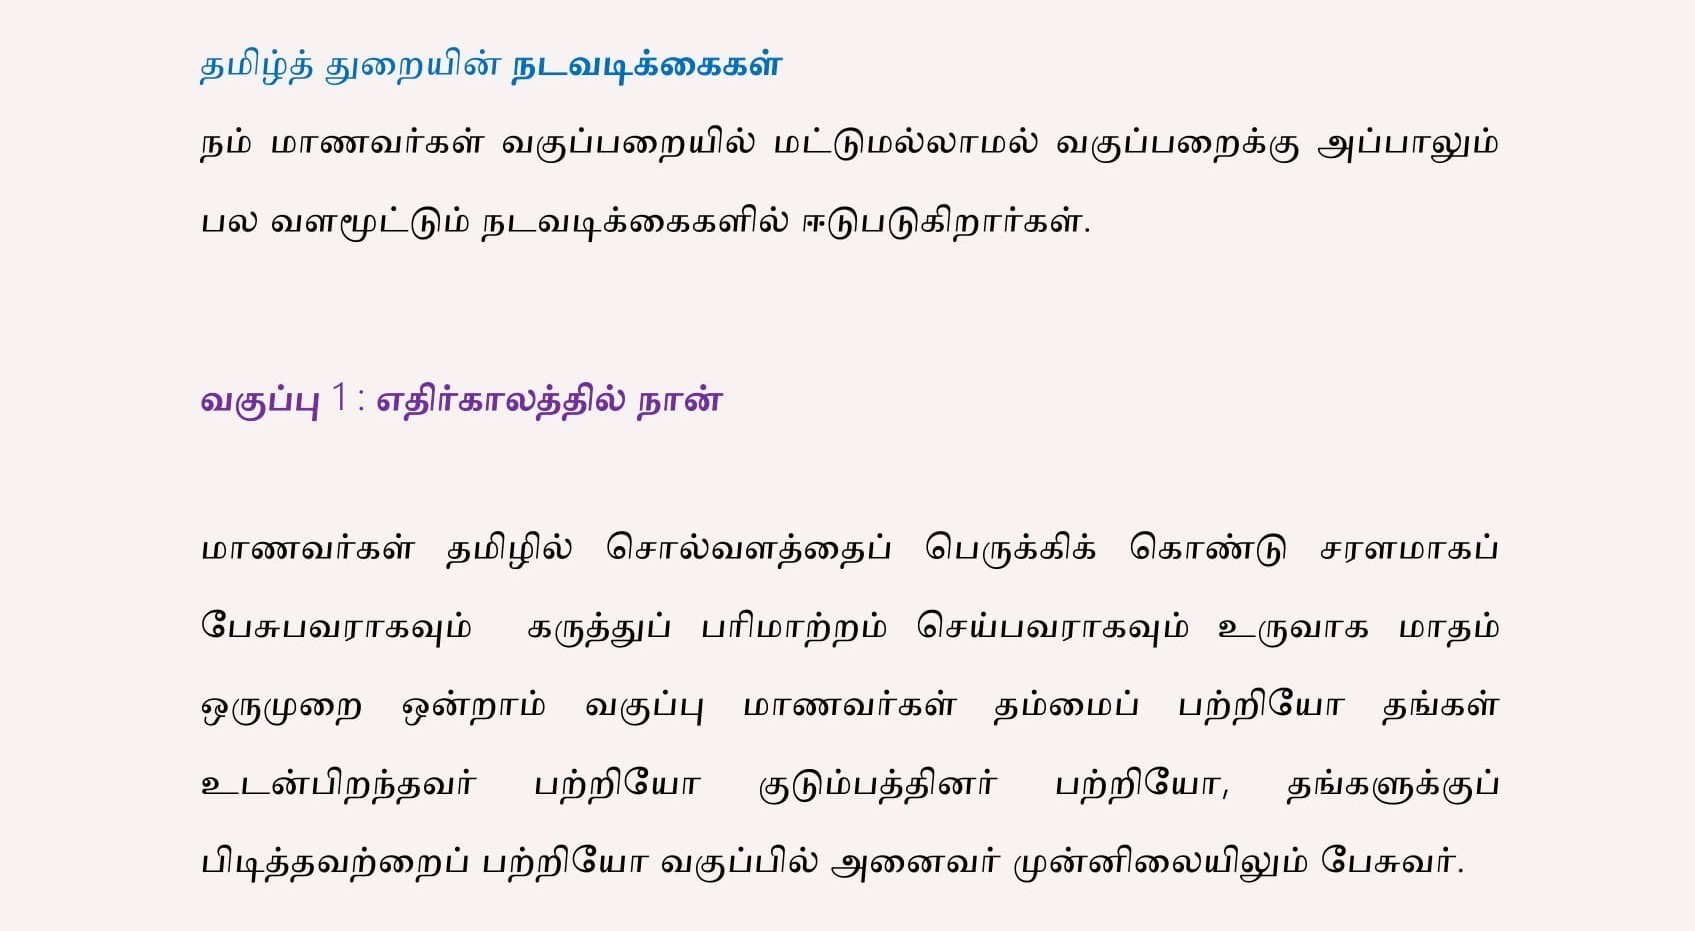 தமிழ்த் துறையின் நடவடிக்கைகள்
நம் மாணவர்கள் வகுப்பறையில் மட்டுமல்லாமல் வகுப்பறைக்கு அப்பாலும்
பல வளமூட்டும் நடவடிக்கைகளில் ஈடுபடுகிறார்கள்.
வகுப்பு 1 : எதிர்காலத்தில் நான்
மாணவர்கள் தமிழில் சொல்வளத்தைப் பெருக்கிக் கொண்டு சரளமாகப்
பேசுபவராகவும் கருத்துப் பரிமாற்றம் செய்பவராகவும் உருவாக மாதம்
ஒருமுறை ஒன்றாம் வகுப்பு மாணவர்கள் தம்மைப் பற்றியோ தங்கள்
உடன்பிறந்தவர் பற்றியோ குடும்பத்தினர் பற்றியோ, தங்களுக்குப்
பிடித்தவற்றைப் பற்றியோ வகுப்பில் அனைவர் முன்னிலையிலும் பேசுவர்.